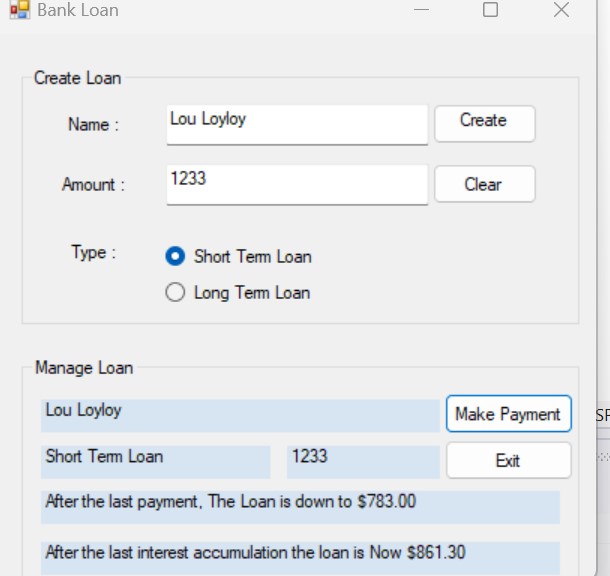 Bank Loan
Create Loan
Name :
Lou Loyloy
Create
Amount :
1233
Clear
Type :
Short Term Loan
Long Term Loan
Manage Loan
Lou Loyloy
Make Payment
Short Term Loan
1233
Exit
After the last payment, The Loan is down to $783.00
After the last interest accumulation the loan is Now $861.30